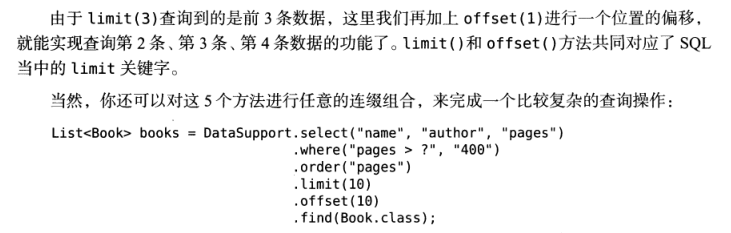 由于 limit(3)查询到的是前 3 条数据，这里我们再加上 offset(1)进行一个位置的偏移，
就能实现查询第 2 条、第 3 条、第 4 条数据的功能了。limit()和 offset()方法共同对应了 SQL
当中的 limit 关键字。
当然，你还可以对这 5 个方法进行任意的连缀组合，来完成一个比较复杂的查询操作：
List<Book> books = DataSupport.select("name", "author", "pages")
.where("pages > ?", "400")
.order("pages")
.limit(10)
.offset(10)
.find(Book.class);